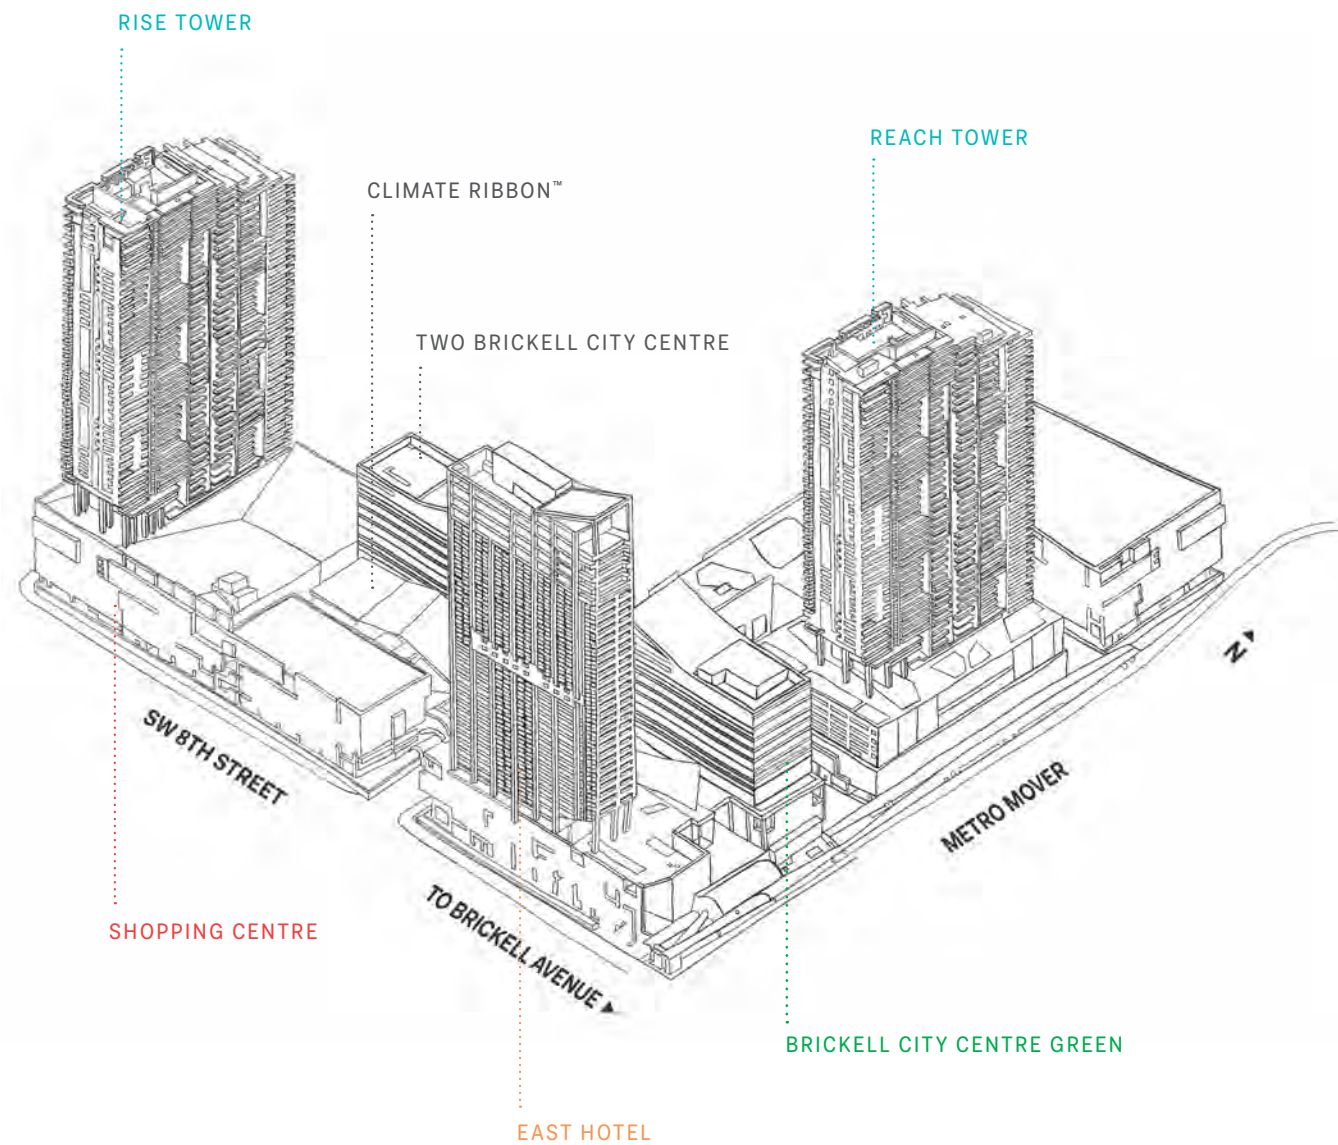 RISE TOWER
REACH TOWER
CLIMATE RIBBON™
TWO BRICKELL CITY CENTRE
N
SW 8TH STREET
METRO MOVER
TO BRICKELL AVENUE
SHOPPING CENTRE
BRICKELL CITY CENTRE GREEN
EAST HOTEL